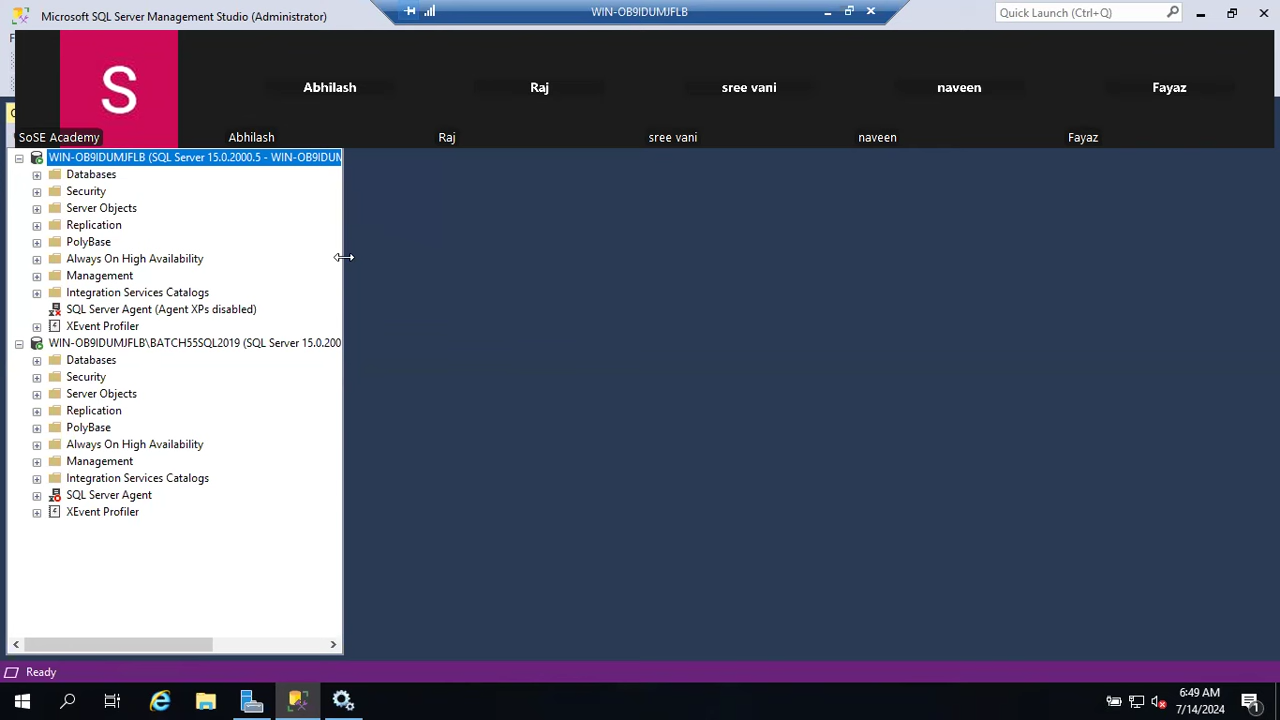 Microsoft SQL Server Management Studio (Administrator)
WIN-OB9IDUMJFLB
Quick Launch (Ctrl+Q)
S
Abhilash
Raj
sree vani
naveen
Fayaz
SoSE Academy
Abhilash
Raj
sree vani
naveen
Fayaz
WIN-OB9IDUMJFLB (SQL Server 15.0.2000.5 - WIN-OB9IDUM
Databases
Security
Server Objects
Replication
PolyBase
Always On High Availability
Management
Integration Services Catalogs
SQL Server Agent (Agent XPs disabled)
XEvent Profiler
WIN-OB9IDUMJFLB\BATCH55SQL2019 (SQL Server 15.0.200
Databases
Security
Server Objects
Replication
PolyBase
Always On High Availability
Management
Integration Services Catalogs
SQL Server Agent
XEvent Profiler
Ready
6:49 AM
7/14/2024
1